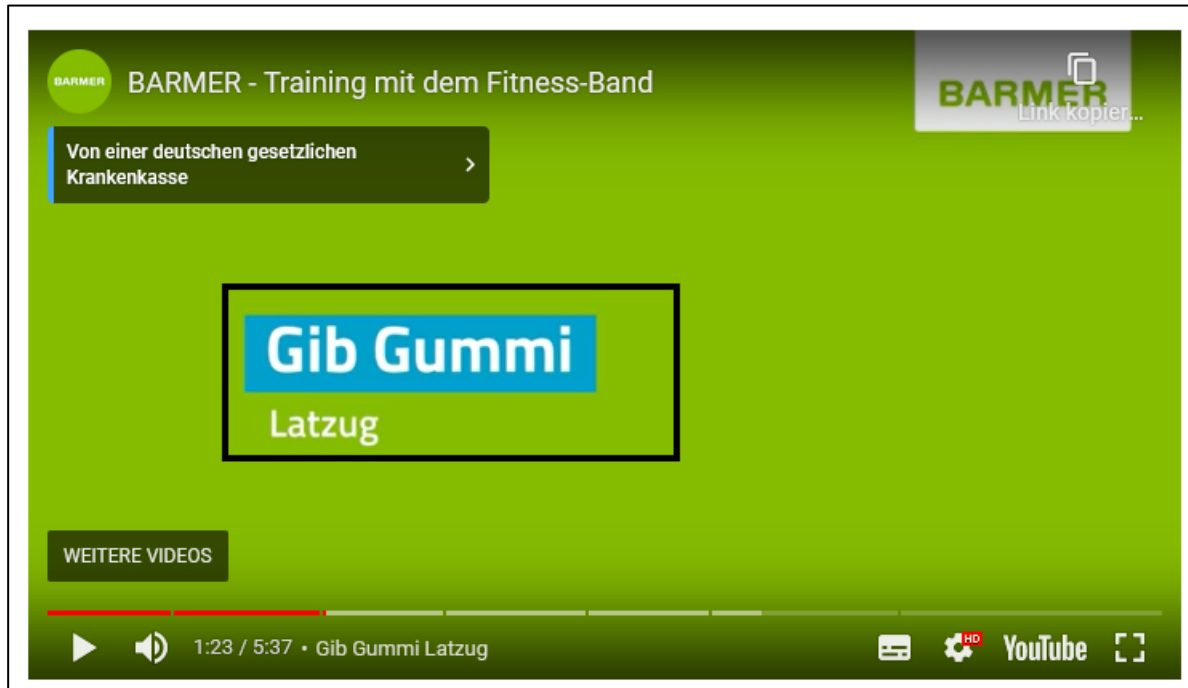 BARMER
BARMER - Training mit dem Fitness-Band
BARMER
Link kopier...
Von einer deutschen gesetzlichen
Krankenkasse
Gib Gummi
Latzug
WEITERE VIDEOS
1:23 / 5:37 • Gib Gummi Latzug
HD
YouTube